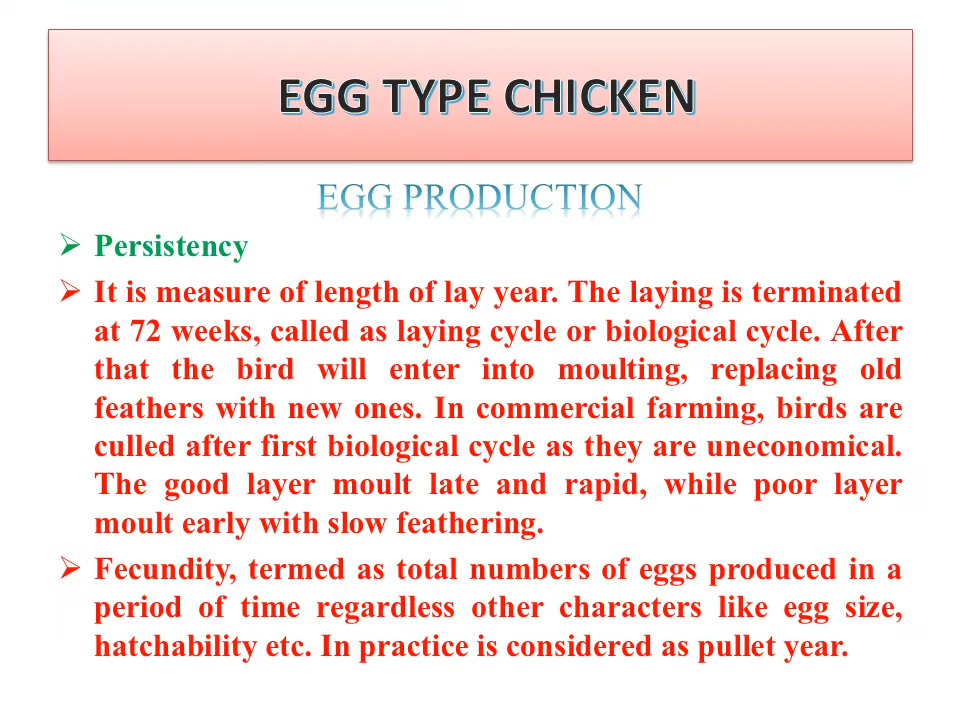 EGG TYPE CHICKEN
EGG PRODUCTION
➢ Persistency
➢ It is measure of length of lay year. The laying is terminated
at 72 weeks, called as laying cycle or biological cycle. After
that the bird will enter into moulting, replacing old
feathers with new ones. In commercial farming, birds are
culled after first biological cycle as they are uneconomical.
The good layer moult late and rapid, while poor layer
moult early with slow feathering.
➢ Fecundity, termed as total numbers of eggs produced in a
period of time regardless other characters like egg size,
hatchability etc. In practice is considered as pullet year.